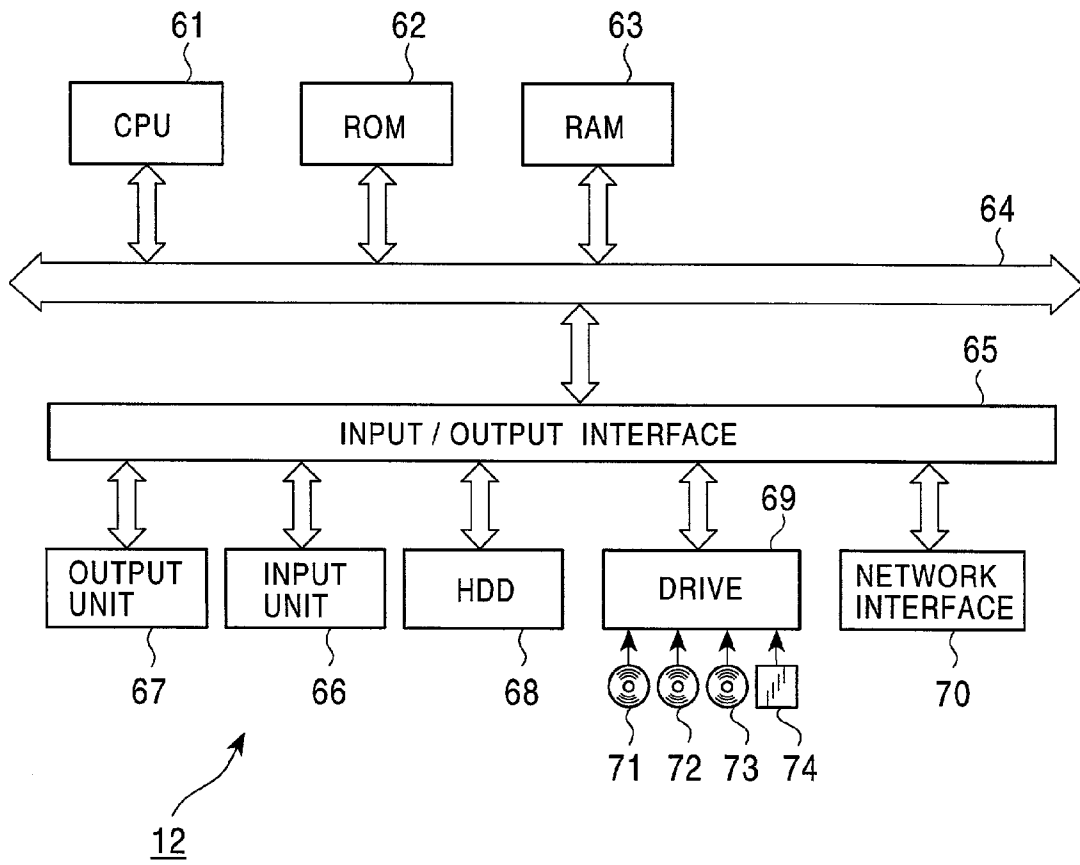 61 62 63
CPU ROM RAM
64
65
INPUT / OUTPUT INTERFACE
69
OUTPUT
UNIT
INPUT
UNIT
HDD
DRIVE
NETWORK
INTERFACE
67 66 68 70
71 72 73 74
12